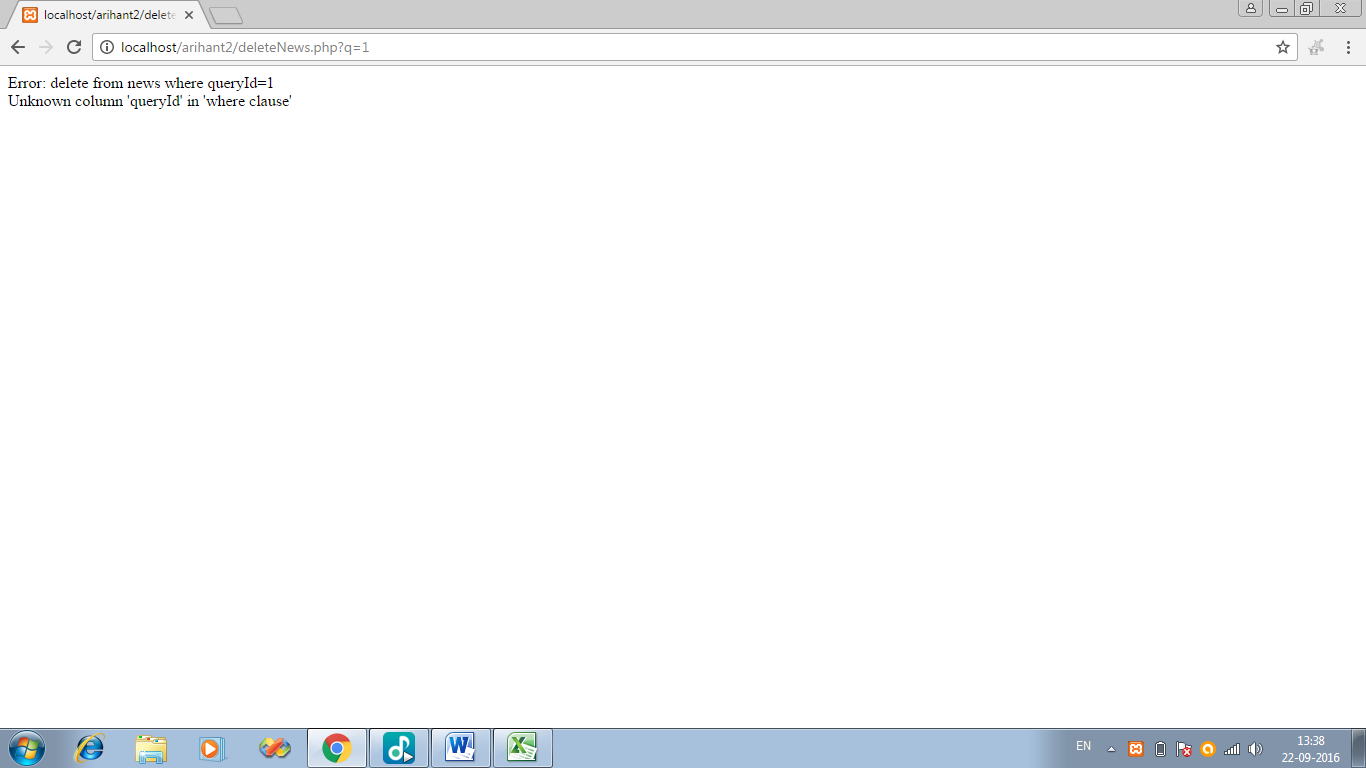 localhost/arihant2/delete
localhost/arihant2/deleteNews.php?q=1
Error: delete from news where queryId=1
Unknown column 'queryId' in 'where clause'
EN
13:38
22-09-2016